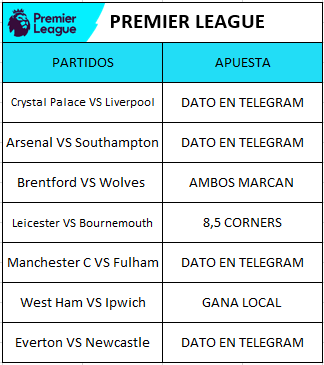 Premier League
PREMIER LEAGUE
PARTIDOS APUESTA
Crystal Palace VS Liverpool DATO EN TELEGRAM
Arsenal VS Southampton DATO EN TELEGRAM
Brentford VS Wolves AMBOS MARCAN
Leicester VS Bournemouth 8,5 CORNERS
Manchester C VS Fulham DATO EN TELEGRAM
West Ham VS Ipwich GANA LOCAL
Everton VS Newcastle DATO EN TELEGRAM